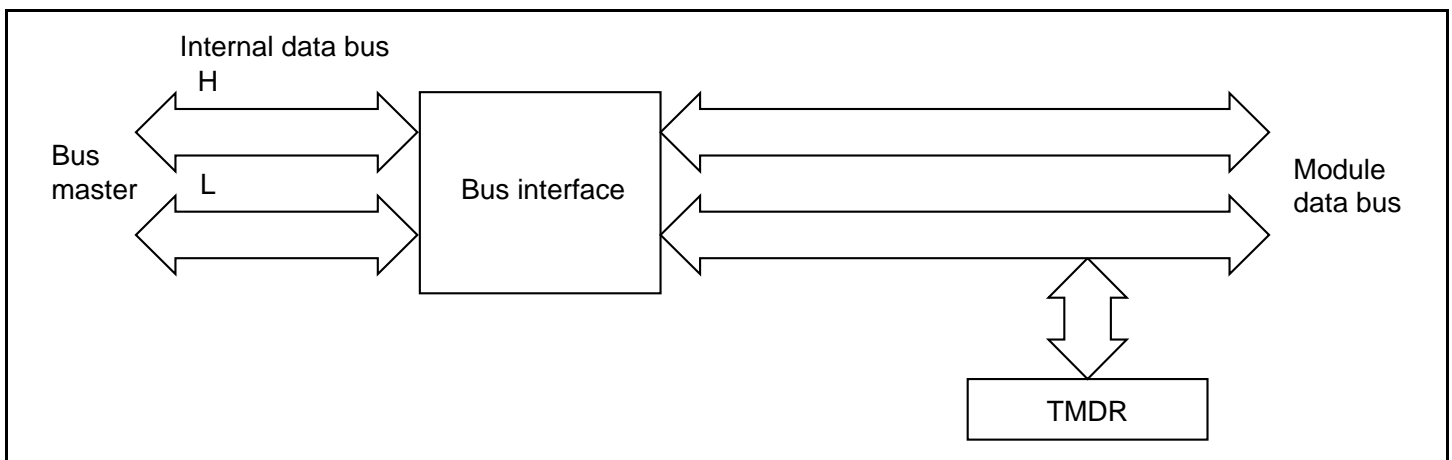 Internal data bus
H
Bus
master
L
Bus interface
Module
data bus
TMDR